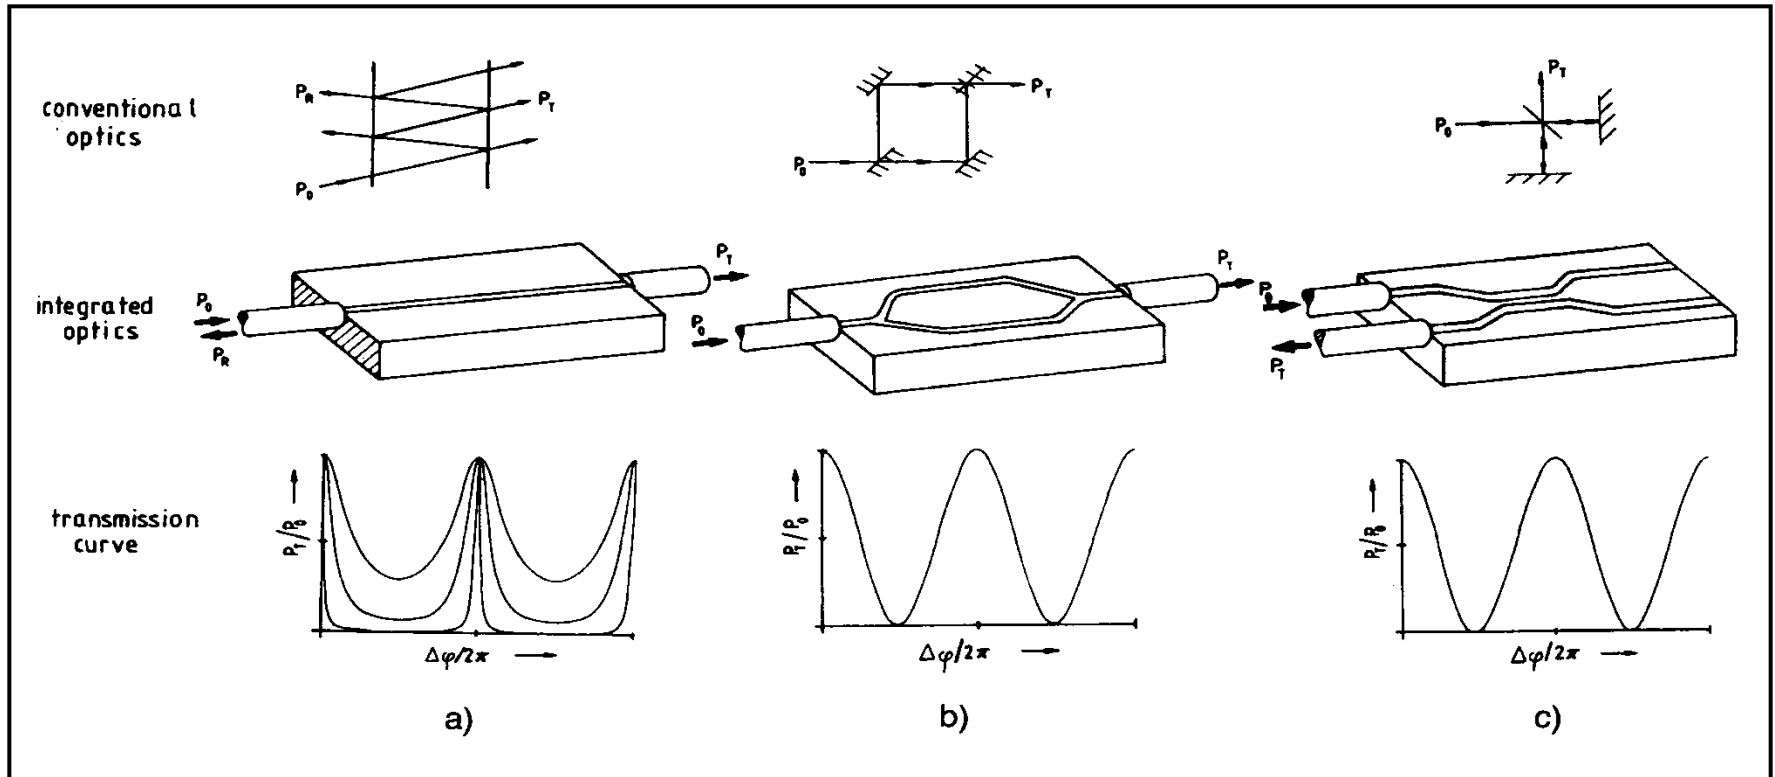 conventional
optics
P_R
P_T
P_0
P_T
P_0
P_T
P_0
integrated
optics
P_0
P_R
P_T
P_0
P_T
P_0
P_T
transmission
curve
P_T/P_0
Δφ/2π
P_T/P_0
Δφ/2π
P_T/P_0
Δφ/2π
a)
b)
c)